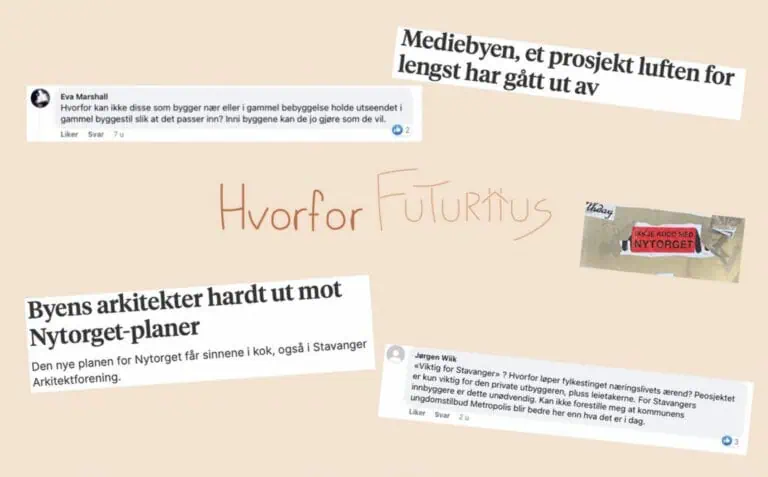 Mediebyen, et prosjekt luften for
lengst har gått ut av
Eva Marshall
Hvorfor kan ikke disse som bygger nær eller i gammel bebyggelse holde utseendet i
gammel byggestil slik at det passer inn? Inni byggene kan de jo gjøre som de vil.
Liker Svar 7 u
2
Hvorfor FUTURHUS
Usday
IKKJE RODD MED
NYTORGET
Byens arkitekter hardt ut mot
Nytorget-planer
Den nye planen for Nytorget får sinnene i kok, også i Stavanger
Arkitektforening.
Jørgen Wiik
«Viktig for Stavanger» ? Hvorfor løper fylkestinget næringslivets ærend? Peosjektet
er kun viktig for den private utbyggeren, pluss leietakerne. For Stavangers
innbyggere er dette unødvendig. Kan ikke forestille meg at kommunens
ungdomstilbud Metropolis blir bedre her enn hva det er i dag.
Liker Svar 2 u
3